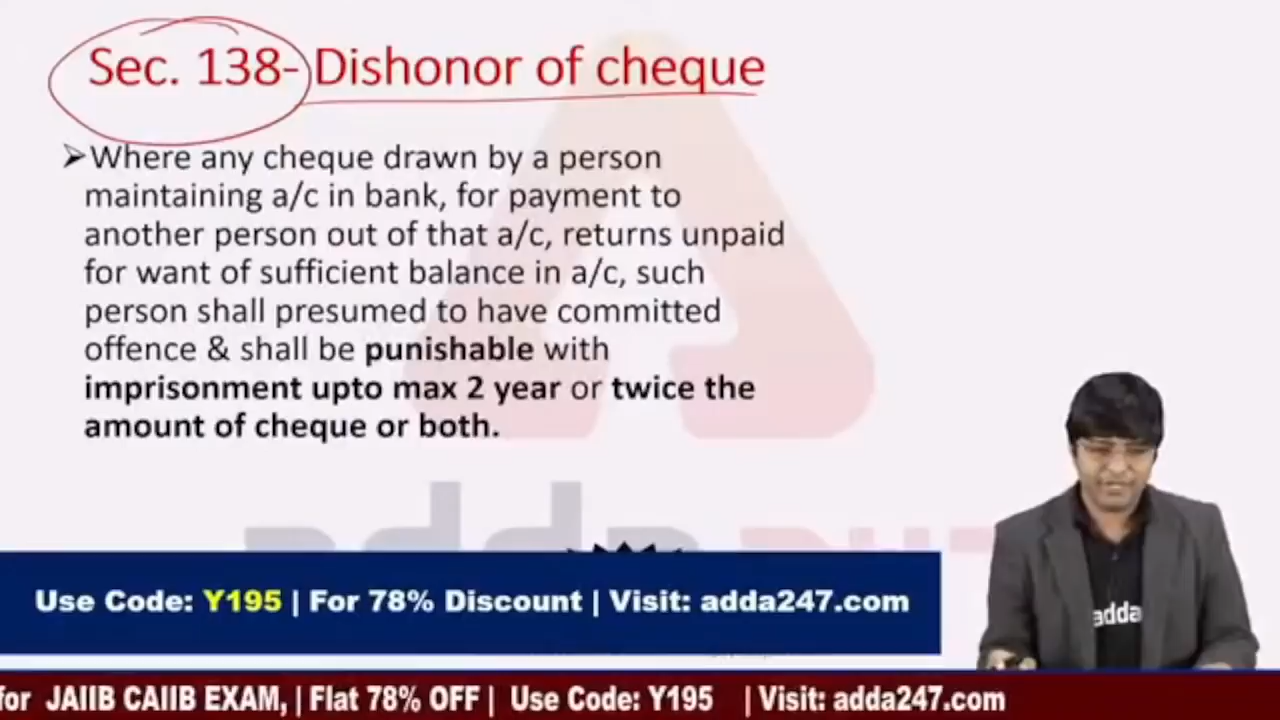 Sec. 138- Dishonor of cheque
➢Where any cheque drawn by a person
maintaining a/c in bank, for payment to
another person out of that a/c, returns unpaid
for want of sufficient balance in a/c, such
person shall presumed to have committed
offence & shall be punishable with
imprisonment upto max 2 year or twice the
amount of cheque or both.
adda
Use Code: Y195 | For 78% Discount | Visit: adda247.com
for JAIIB CAIIB EXAM, | Flat 78% OFF | Use Code: Y195 | Visit: adda247.com